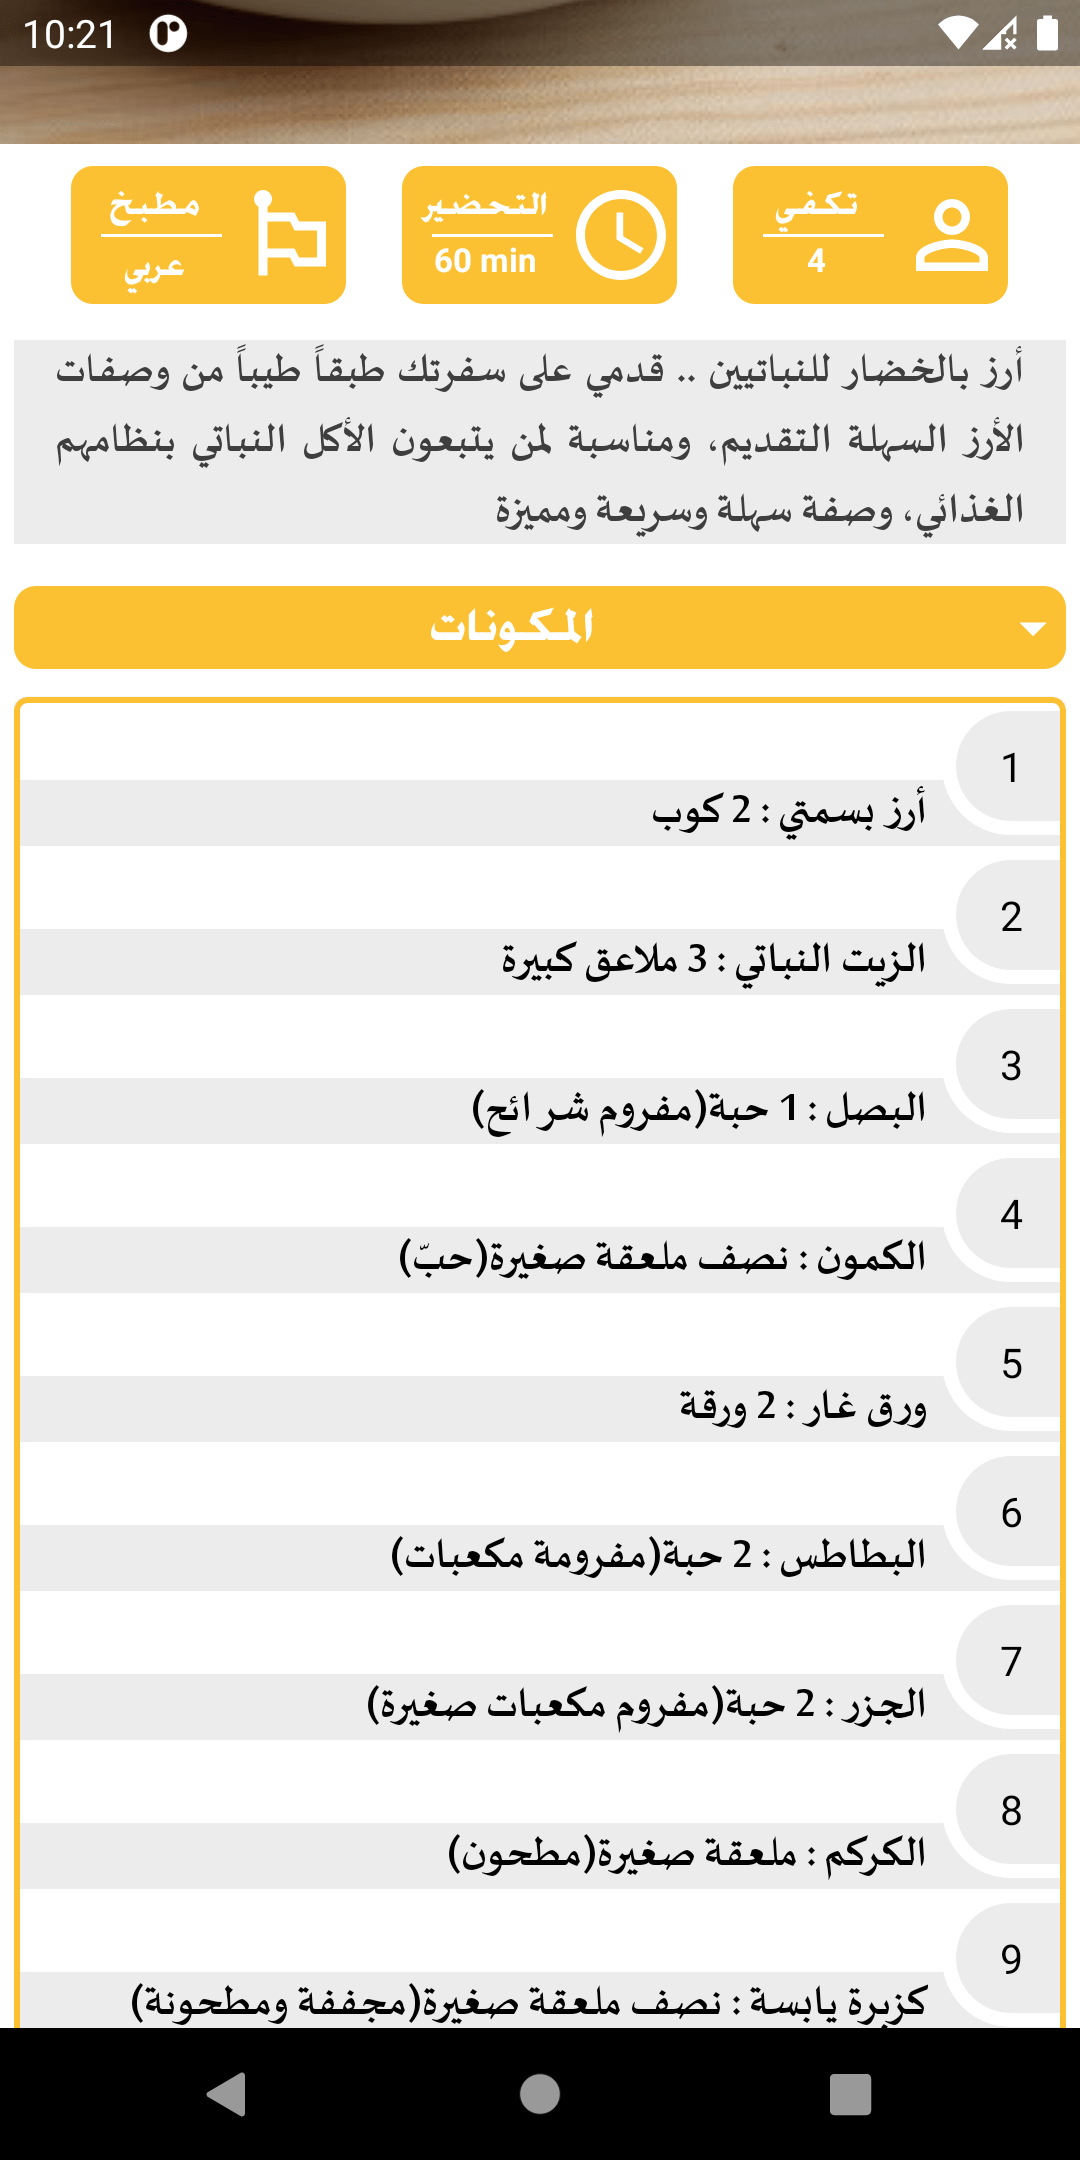 10:21
تكفي
4
التحضير
60 min
مطبخ
عربي
أرز بالخضار للنباتيين .. قدمي على سفرتك طبقاً طيباً من وصفات
الأرز السهلة التقديم، ومناسبة لمن يتبعون الأكل النباتي بنظامهم
الغذائي، وصفة سهلة وسريعة ومميزة
المكونات
1
أرز بسمتي : 2 كوب
2
الزيت النباتي : 3 ملاعق كبيرة
3
البصل : 1 حبة(مفروم شر ائح)
4
الكمون : نصف ملعقة صغيرة(حبّ)
5
ورق غار : 2 ورقة
6
البطاطس : 2 حبة(مفرومة مكعبات)
7
الجزر : 2 حبة(مفروم مكعبات صغيرة)
8
الكركم : ملعقة صغيرة(مطحون)
9
كزبرة يابسة : نصف ملعقة صغيرة(مجففة ومطحونة)